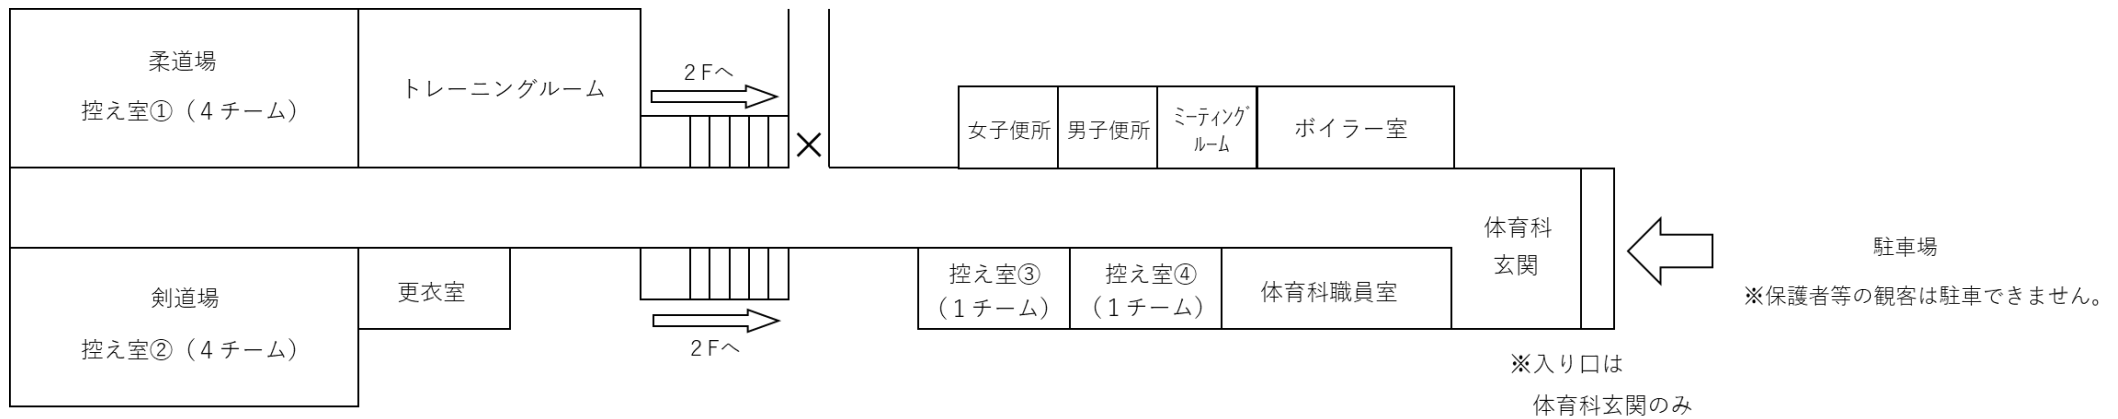 柔道場
控え室①（４チーム）
トレーニングルーム
２Fへ
×
女子便所
男子便所
ﾐｰﾃｨﾝｸﾞ
ﾙｰﾑ
ボイラー室
体育科
玄関
駐車場
※保護者等の観客は駐車できません。
剣道場
控え室②（４チーム）
更衣室
２Fへ
控え室③
（１チーム）
控え室④
（１チーム）
体育科職員室
※入り口は
体育科玄関のみ